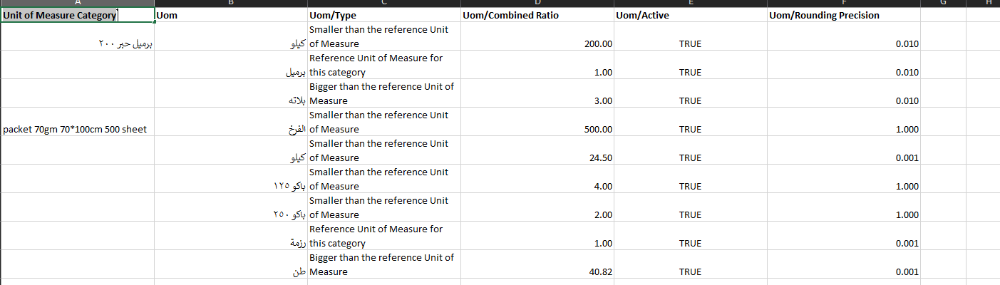 A B C D E F G H
Unit of Measure Category Uom Uom/Type Uom/Combined Ratio Uom/Active Uom/Rounding Precision
برميل حبر ٢٠٠ كيلو Smaller than the reference Unit of Measure 200.00 TRUE 0.010
برميل Reference Unit of Measure for this category 1.00 TRUE 0.010
بلاته Bigger than the reference Unit of Measure 3.00 TRUE 0.010
packet 70gm 70*100cm 500 sheet الفرخ Smaller than the reference Unit of Measure 500.00 TRUE 1.000
كيلو Smaller than the reference Unit of Measure 24.50 TRUE 0.001
باكو ١٢٥ Smaller than the reference Unit of Measure 4.00 TRUE 1.000
باكو ٢٥٠ Smaller than the reference Unit of Measure 2.00 TRUE 1.000
رزمة Reference Unit of Measure for this category 1.00 TRUE 0.001
طن Bigger than the reference Unit of Measure 40.82 TRUE 0.001